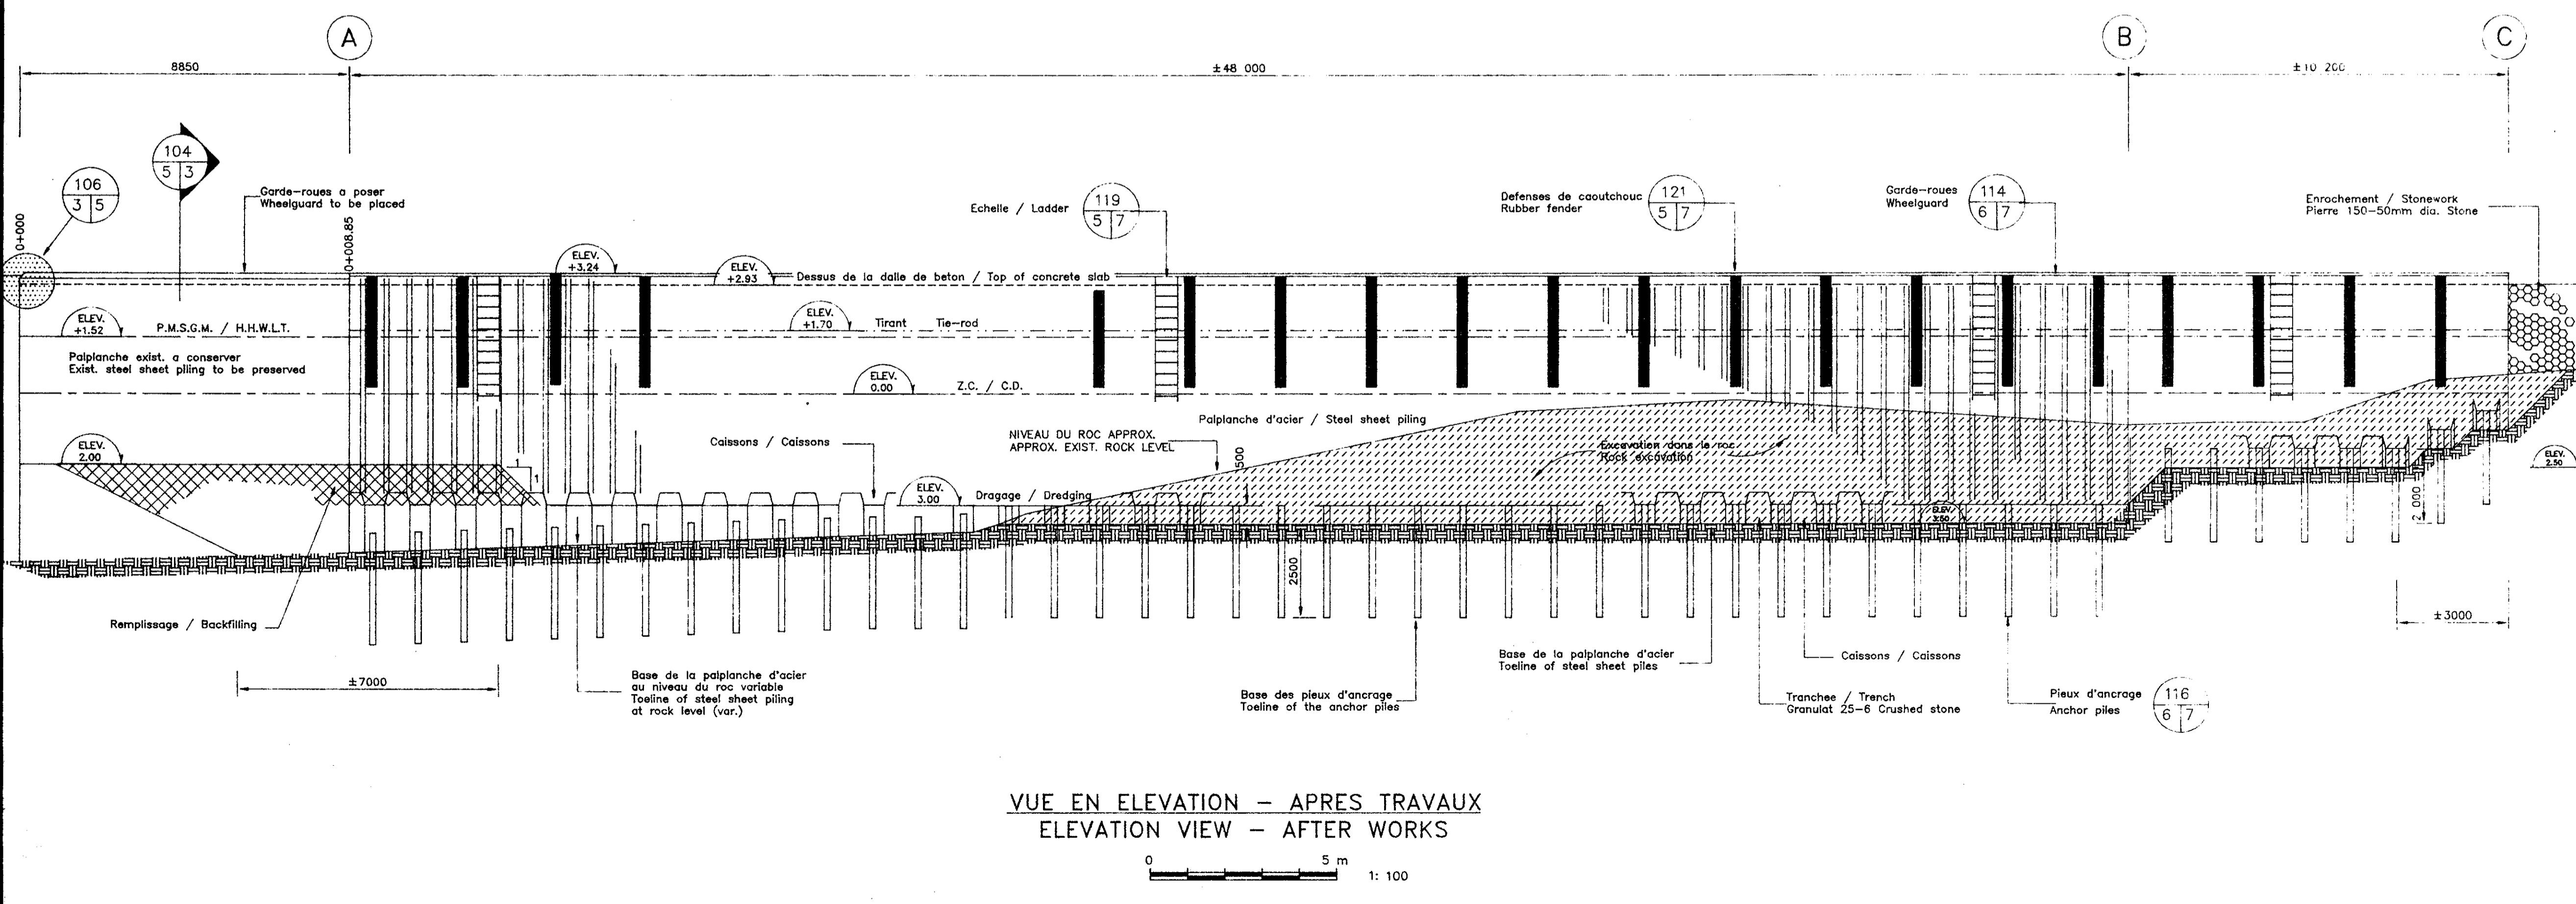 A
B
C
8850
±48 000
±10 200
104
5 3
106
3 5
0+000
Garde-roues a poser
Wheelguard to be placed
0+008.85
Echelle / Ladder
119
5 7
Defenses de caoutchouc
Rubber fender
121
5 7
Garde-roues
Wheelguard
114
6 7
Enrochement / Stonework
Pierre 150-50mm dia. Stone
ELEV.
+3.24
ELEV.
+2.93
Dessus de la dalle de beton / Top of concrete slab
ELEV.
+1.52
P.M.S.G.M. / H.H.W.L.T.
ELEV.
+1.70
Tirant Tie-rod
Palplanche exist. a conserver
Exist. steel sheet piling to be preserved
ELEV.
0.00
Z.C. / C.D.
Palplanche d'acier / Steel sheet piling
ELEV.
2.00
Caissons / Caissons
NIVEAU DU ROC APPROX.
APPROX. EXIST. ROCK LEVEL
500
Excavation dans le roc
Rock excavation
ELEV.
2.50
1
1
ELEV.
3.00
Dragage / Dredging
ELEV.
3.50
2 000
2500
Remplissage / Backfilling
±3000
±7000
Base de la palplanche d'acier
au niveau du roc variable
Toeline of steel sheet piling
at rock level (var.)
Base des pieux d'ancrage
Toeline of the anchor piles
Base de la palplanche d'acier
Toeline of steel sheet piles
Caissons / Caissons
Tranchee / Trench
Granulat 25-6 Crushed stone
Pieux d'ancrage
Anchor piles
116
6 7
VUE EN ELEVATION - APRES TRAVAUX
ELEVATION VIEW - AFTER WORKS
0 5 m
1: 100